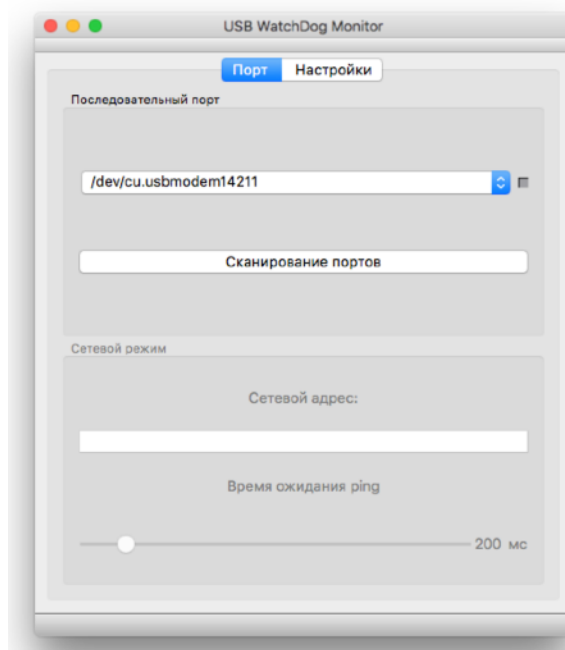 USB WatchDog Monitor
Порт Настройки
Последовательный порт
/dev/cu.usbmodem14211
Сканирование портов
Сетевой режим
Сетевой адрес:
Время ожидания ping
200 мс